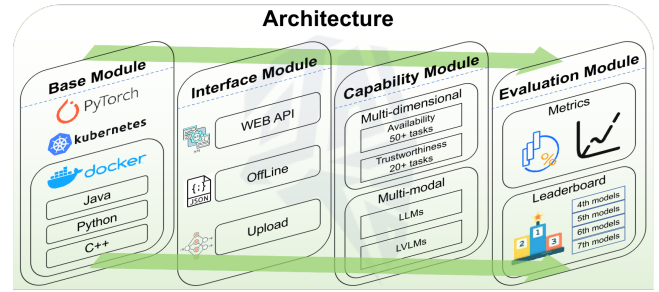 Architecture
Base Module
PyTorch
kubernetes
docker
Java
Python
C++
Interface Module
WEB API
API
OffLine
{;}
JSON
Upload
Capability Module
Multi-dimensional
Availability
50+ tasks
Trustworthiness
20+ tasks
Multi-modal
LLMs
LVLMs
Evaluation Module
Metrics
%
Leaderboard
2 1 3
4th models
5th models
6th models
7th models